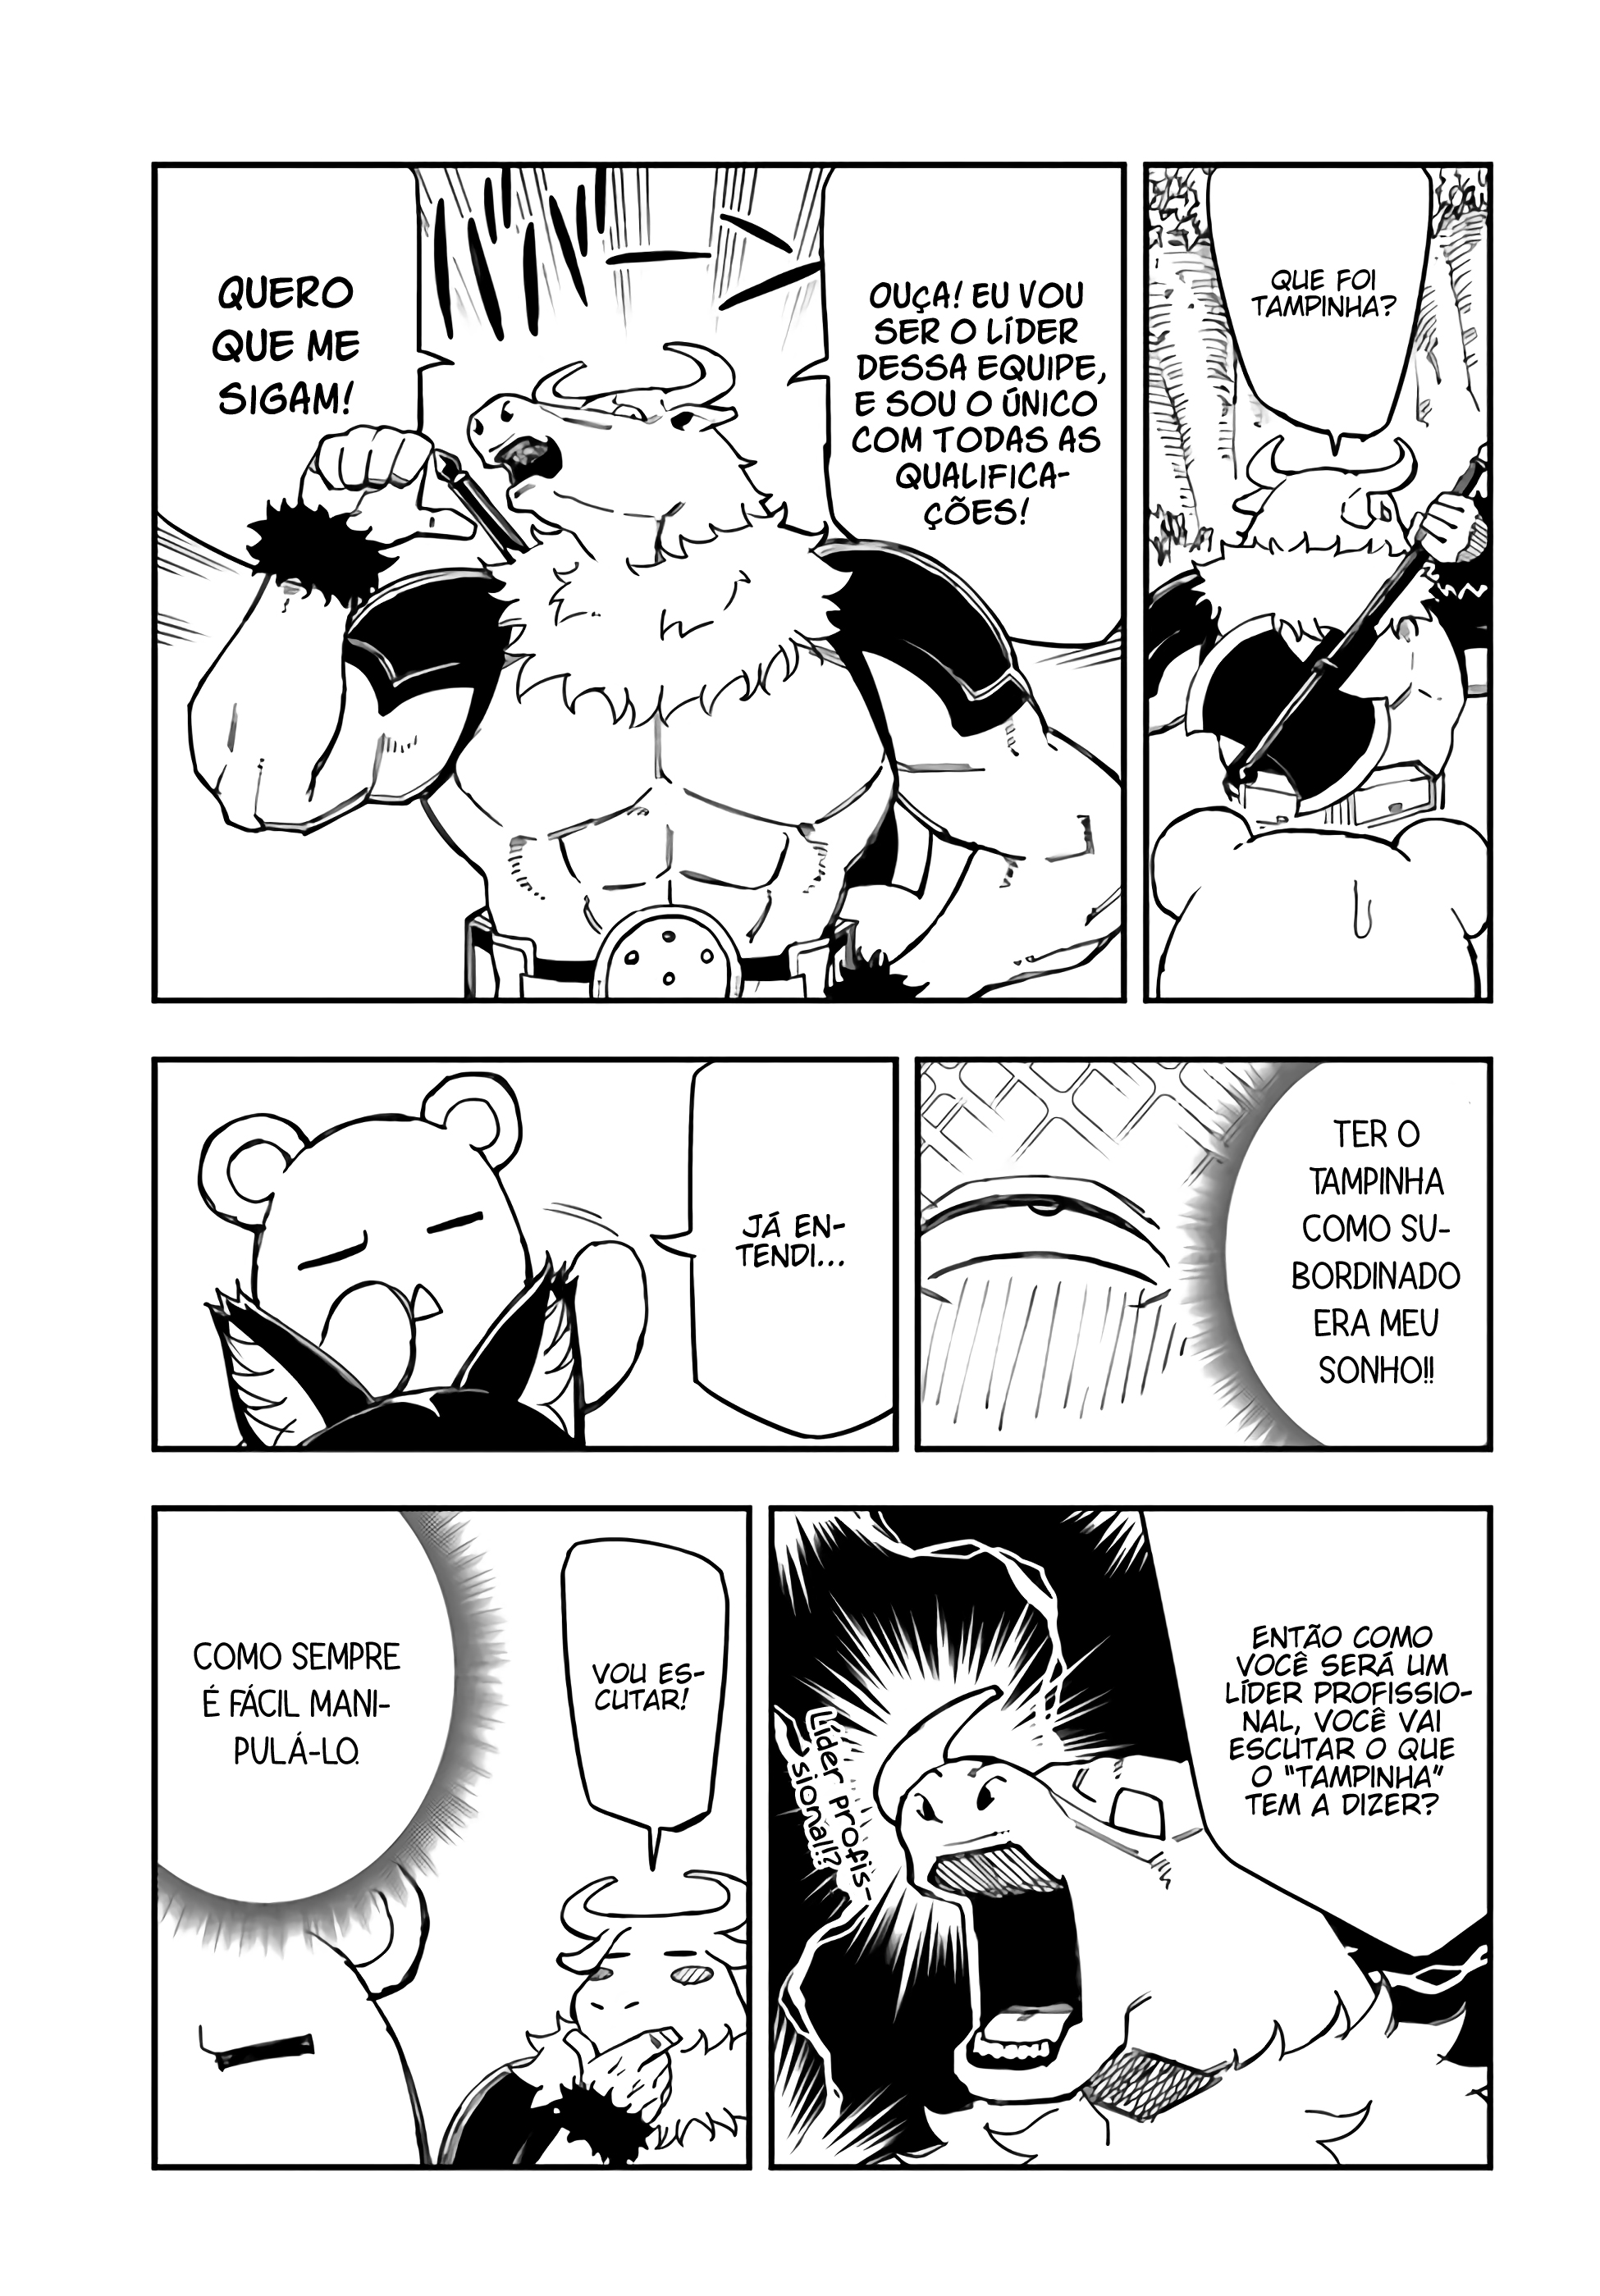 QUE FOI
TAMPINHA?
OUÇA! EU VOU
SER O LÍDER
DESSA EQUIPE,
E SOU O ÚNICO
COM TODAS AS
QUALIFICA-
ÇÕES!
QUERO
QUE ME
SIGAM!
TER O
TAMPINHA
COMO SU-
BORDINADO
ERA MEU
SONHO!!
JÁ EN-
TENDI...
ENTÃO COMO
VOCÊ SERÁ UM
LÍDER PROFISSIO-
NAL, VOCÊ VAI
ESCUTAR O QUE
O "TAMPINHA"
TEM A DIZER?
Líder profis-
sional!?
VOU ES-
CUTAR!
COMO SEMPRE
É FÁCIL MANI-
PULÁ-LO.